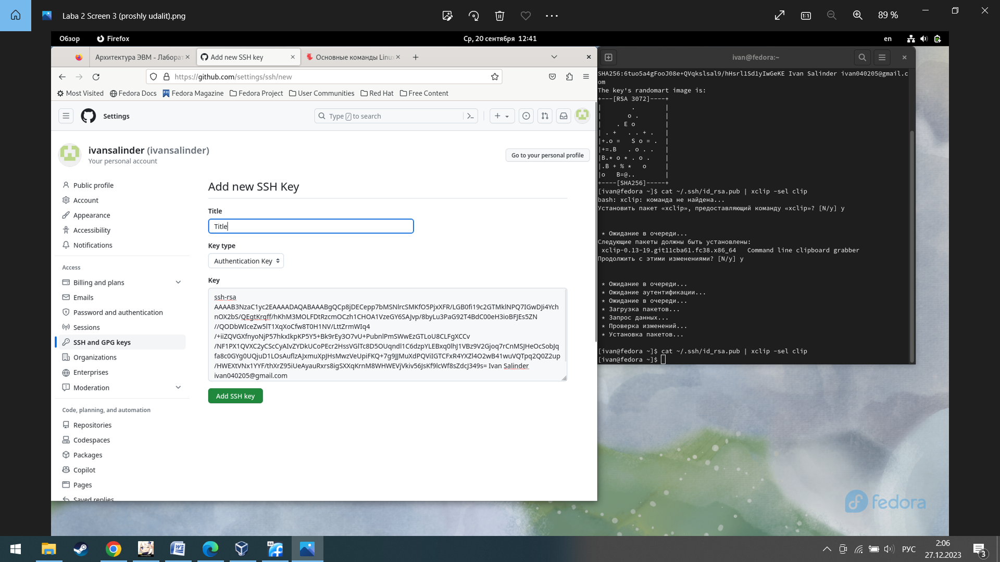 Laba 2 Screen 3 (proshly udalit).png
89 %
Обзор
Firefox
Ср, 20 сентября 12:41
en
Архитектура ЭВМ - Лаборат
Add new SSH key
Основные команды Linux
https://github.com/settings/ssh/new
Most Visited
Fedora Docs
Fedora Magazine
Fedora Project
User Communities
Red Hat
Free Content
Settings
Type / to search
ivansalinder (ivansalinder)
Your personal account
Go to your personal profile
Public profile
Account
Appearance
Accessibility
Notifications
Access
Billing and plans
Emails
Password and authentication
Sessions
SSH and GPG keys
Organizations
Enterprises
Moderation
Code, planning, and automation
Repositories
Codespaces
Packages
Copilot
Pages
Saved replies
Add new SSH Key
Title
Title
Key type
Authentication Key
Key
ssh-rsa
AAAAB3NzaC1yc2EAAAADAQABAAABgQCp8jDECepp7bMSNlrcSMKfO5PjxXFR/LGB0fi19c2GTMklNPQ7IGwDJi4Ych
nOX2bS/QEgtKrqff/hKhM3MOLFDtRzcmOCzh1CHOA1VzeGY6SAJvp/8byLu3PaG92T4BdC00eH3ioBFJEs5ZN
//QODbWIceZw5lT1XqXoCfw8T0H1NV/LttZrmWIq4
/+iiZQVGXfnyoNjP57hkxIkpKP5Y5+Bk9rEy3O7vU+PubnlPmSWwEzGTLoU8CLFgXCCv
/NF1PX1QVXC2yCScCyAIvZYDkUCoPEcr2HssVGlTc8D5OUqndl1C6dzpYLEBxq0lhJ1VBz9V2Gjoq7rCnMSJHeOcSobJq
fa8c0GYg0UQjuD1LOsAuflzAJxmuXpJHsMwzVeUpiFKQ+7g9JJMuXdPQViIGTCFxR4YXZl4O2wB41wuVQTpq2Q0Z2up
/HWEXtVNx1YYF/thXrZ95iUeAyauRxrs8igSXXqKrnM8WHWEVjVkiv56JsKf9lcWf8sZdcJ349s= Ivan Salinder
ivan040205@gmail.com
Add SSH key
ivan@fedora:~
SHA256:6tuo5a4gFooJ08e+QVqkslsal9/hHsrl1Sd1yIwGeKE Ivan Salinder ivan040205@gmail.c
om
The key's randomart image is:
+---[RSA 3072]----+
|        .        |
|       o .       |
|    . E o        |
| . +   . . + .   |
|+.o =   S o = .  |
|+=.B   . o . .   |
|B.* o * . o .    |
|.B + % *   o     |
|o   B=@..        |
+----[SHA256]-----+
[ivan@fedora ~]$ cat ~/.ssh/id_rsa.pub | xclip -sel clip
bash: xclip: команда не найдена...
Установить пакет «xclip», предоставляющий команду «xclip»? [N/y] y
* Ожидание в очереди...
Следующие пакеты должны быть установлены:
xclip-0.13-19.git11cba61.fc38.x86_64   Command line clipboard grabber
Продолжить с этими изменениями? [N/y] y
* Ожидание в очереди...
* Ожидание аутентификации...
* Ожидание в очереди...
* Загрузка пакетов...
* Запрос данных...
* Проверка изменений...
* Установка пакетов...
[ivan@fedora ~]$ cat ~/.ssh/id_rsa.pub | xclip -sel clip
[ivan@fedora ~]$
fedora
РУС
2:06
27.12.2023
3